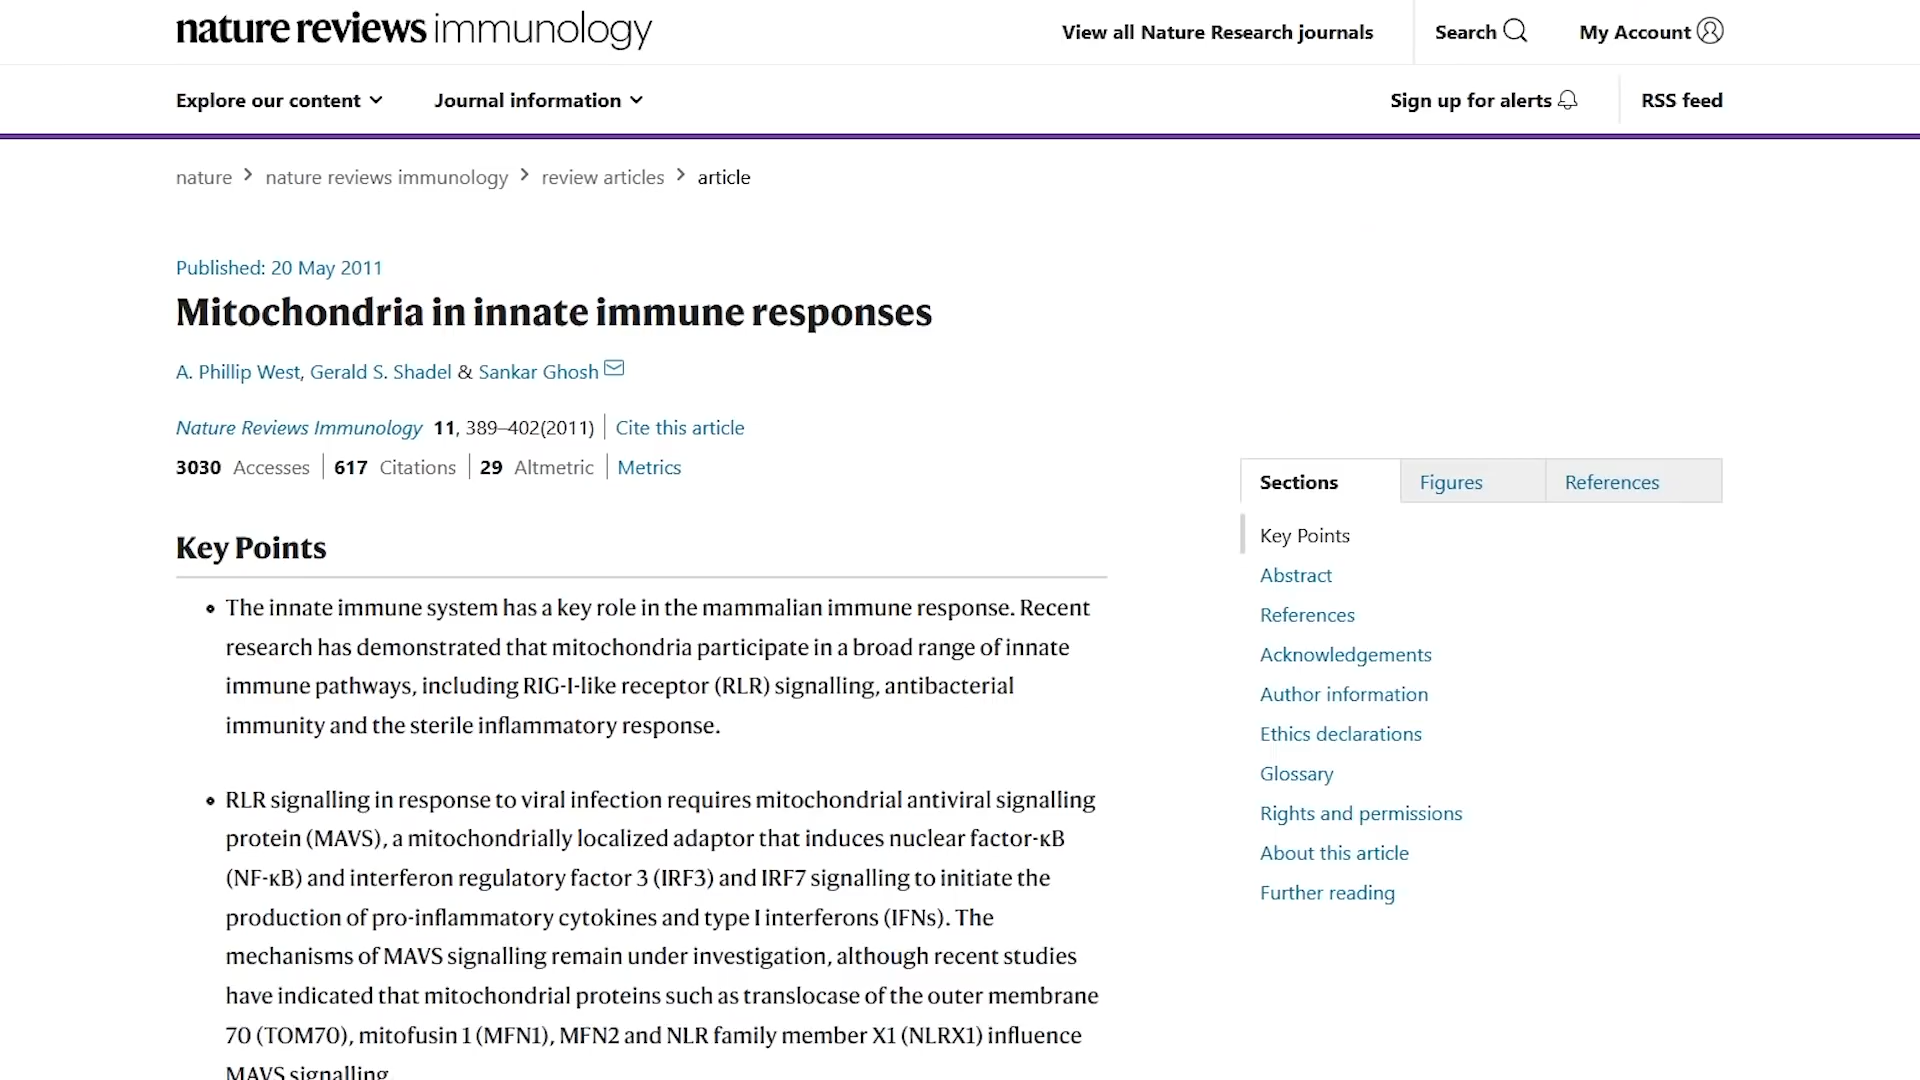 nature reviews immunology
View all Nature Research journals
Search
My Account
Explore our content
Journal information
Sign up for alerts
RSS feed
nature > nature reviews immunology > review articles > article
Published: 20 May 2011
Mitochondria in innate immune responses
A. Phillip West, Gerald S. Shadel & Sankar Ghosh
Nature Reviews Immunology 11, 389–402(2011) | Cite this article
3030 Accesses | 617 Citations | 29 Altmetric | Metrics
Key Points
• The innate immune system has a key role in the mammalian immune response. Recent
research has demonstrated that mitochondria participate in a broad range of innate
immune pathways, including RIG-I-like receptor (RLR) signalling, antibacterial
immunity and the sterile inflammatory response.
• RLR signalling in response to viral infection requires mitochondrial antiviral signalling
protein (MAVS), a mitochondrially localized adaptor that induces nuclear factor-κB
(NF-κB) and interferon regulatory factor 3 (IRF3) and IRF7 signalling to initiate the
production of pro-inflammatory cytokines and type I interferons (IFNs). The
mechanisms of MAVS signalling remain under investigation, although recent studies
have indicated that mitochondrial proteins such as translocase of the outer membrane
70 (TOM70), mitofusin 1 (MFN1), MFN2 and NLR family member X1 (NLRX1) influence
MAVS signalling.
Sections
Figures
References
Key Points
Abstract
References
Acknowledgements
Author information
Ethics declarations
Glossary
Rights and permissions
About this article
Further reading